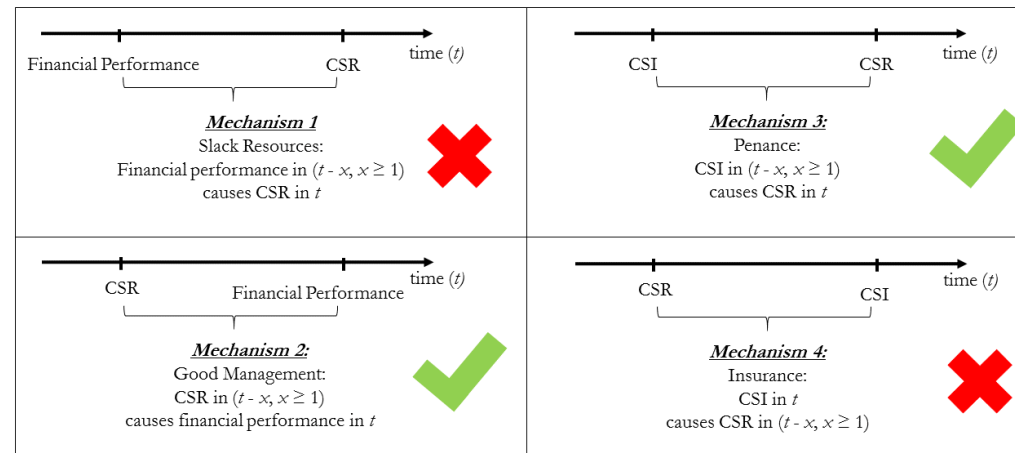 time (t)
Financial Performance
CSR
Mechanism 1
Slack Resources:
Financial performance in (t - x, x ≥ 1)
causes CSR in t
time (t)
CSI
CSR
Mechanism 3:
Penance:
CSI in (t - x, x ≥ 1)
causes CSR in t
time (t)
CSR
Financial Performance
Mechanism 2:
Good Management:
CSR in (t - x, x ≥ 1)
causes financial performance in t
time (t)
CSR
CSI
Mechanism 4:
Insurance:
CSI in t
causes CSR in (t - x, x ≥ 1)